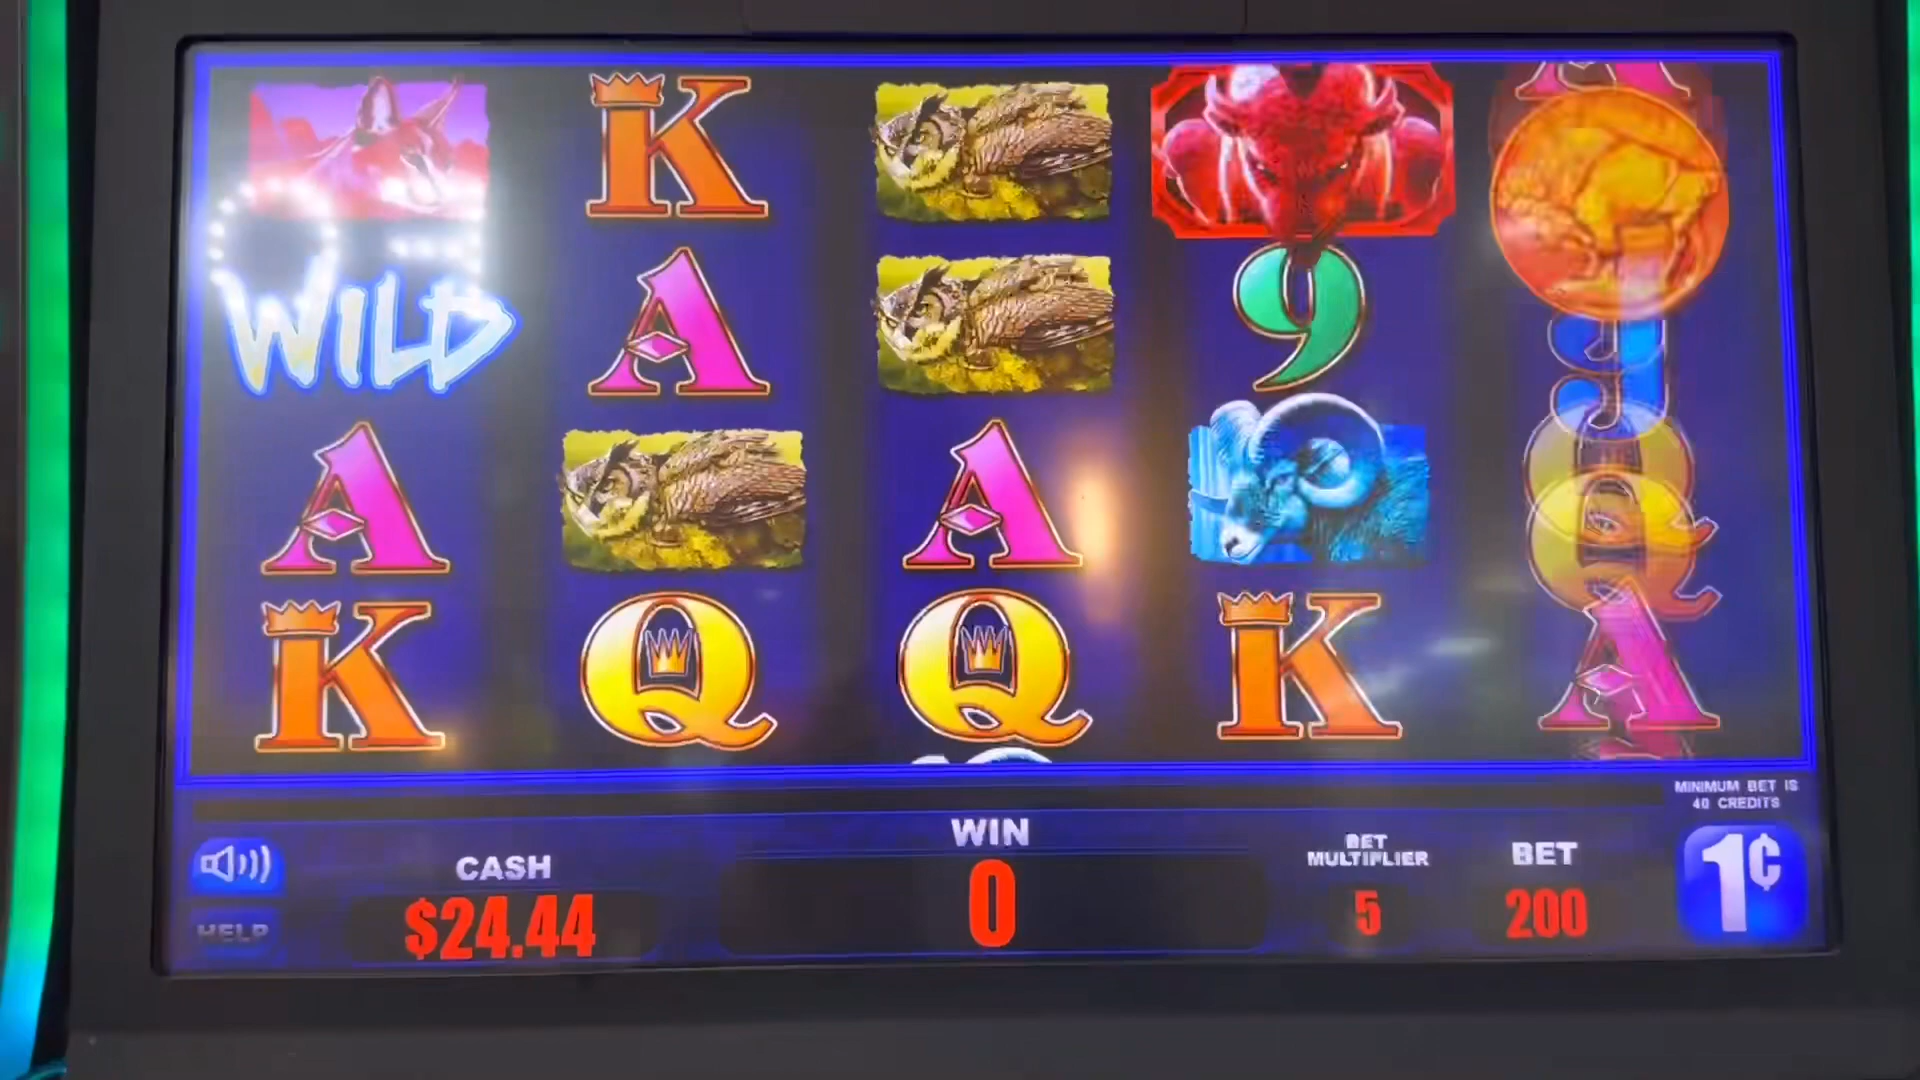 K
A
WILD
A
9
J
A
A
Q
Q
K
Q
Q
K
A
MINIMUM BET IS
40 CREDITS
WIN
BET
MULTIPLIER
BET
1¢
CASH
0
5
200
$24.44
HELP